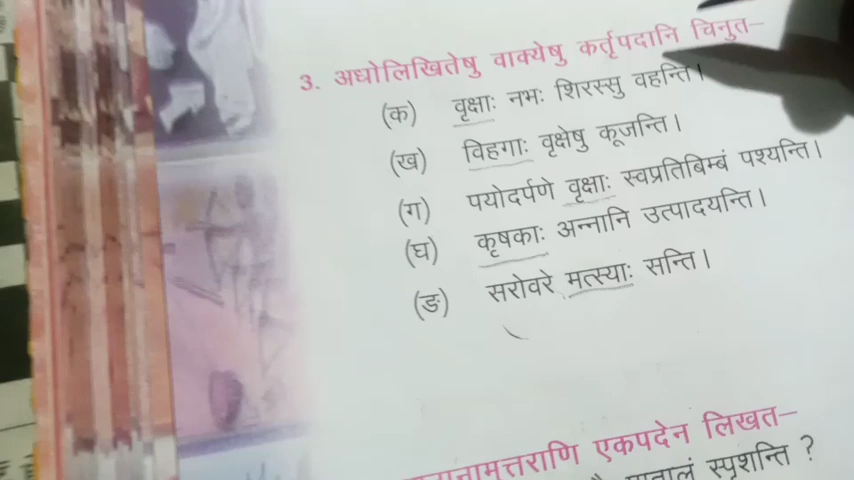 3. अधोलिखितेषु वाक्येषु कर्तृपदानि चिनुत–
(क) वृक्षाः नभः शिरस्सु वहन्ति।
(ख) विहगाः वृक्षेषु कूजन्ति।
(ग) पयोदर्पणे वृक्षाः स्वप्रतिबिम्बं पश्यन्ति।
(घ) कृषकाः अन्नानि उत्पादयन्ति।
(ङ) सरोवरे मत्स्याः सन्ति।
एकपदेन लिखत–
स्पृशन्ति ?